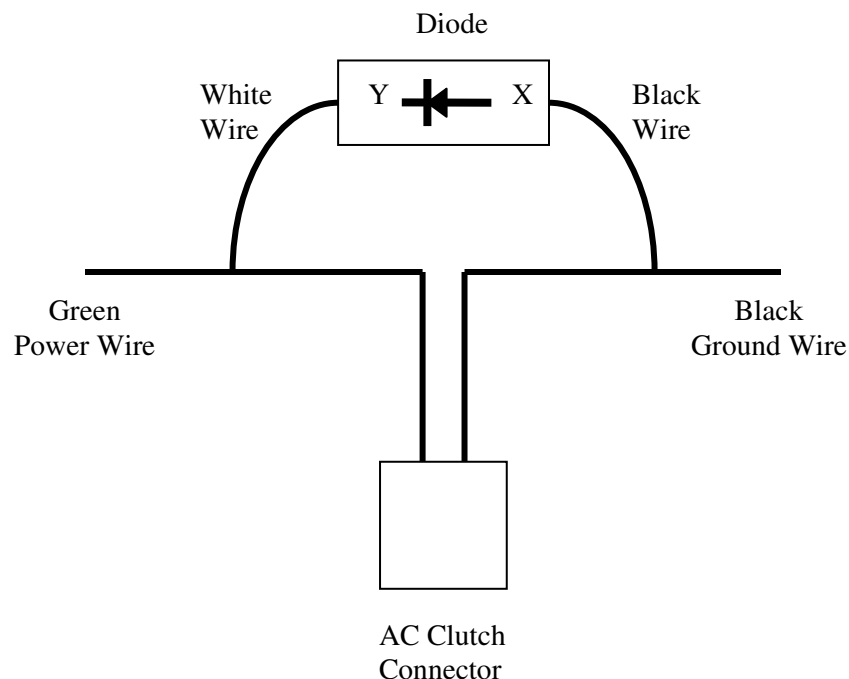 Diode
White
Wire
Y
X
Black
Wire
Green
Power Wire
Black
Ground Wire
AC Clutch
Connector